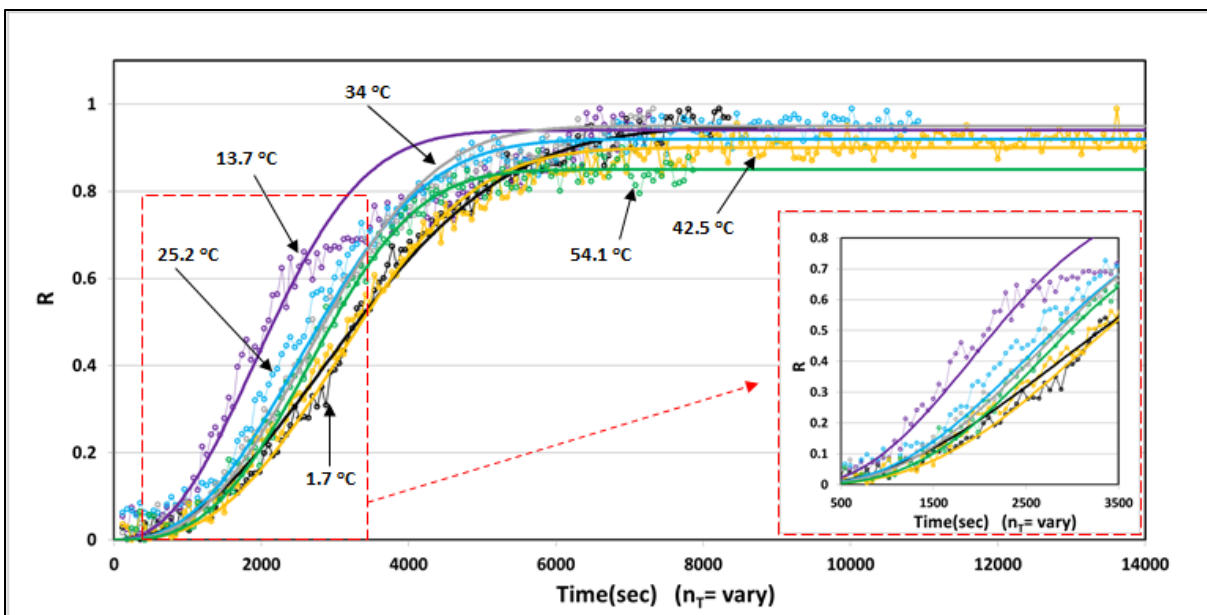 1
0.8
0.6
0.4
0.2
0
R
0 2000 4000 6000 8000 10000 12000 14000
Time(sec) (n_T= vary)
34 °C
13.7 °C
25.2 °C
1.7 °C
54.1 °C
42.5 °C
0.8
0.7
0.6
0.5
0.4
0.3
0.2
0.1
0
R
500 1500 2500 3500
Time(sec) (n_T= vary)